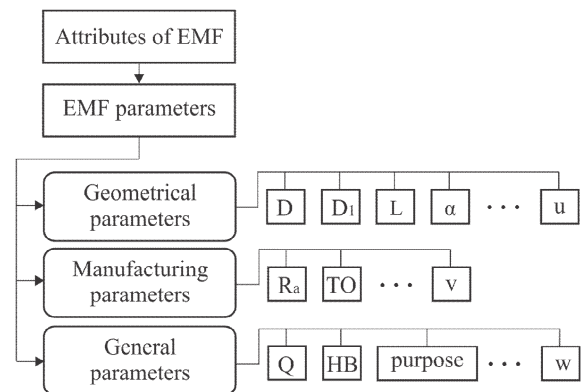 Attributes of EMF
EMF parameters
Geometrical
parameters
D D1 L α ... u
Manufacturing
parameters
Ra TO ... v
General
parameters
Q HB purpose ... w